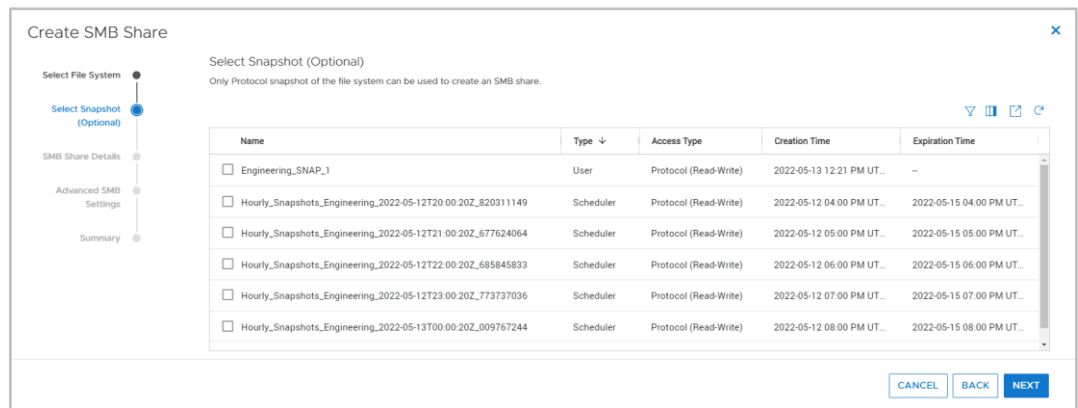 Create SMB Share
Select File System
Select Snapshot
(Optional)
SMB Share Details
Advanced SMB
Settings
Summary
Select Snapshot (Optional)
Only Protocol snapshot of the file system can be used to create an SMB share.
Name Type Access Type Creation Time Expiration Time
Engineering_SNAP_1 User Protocol (Read-Write) 2022-05-13 12:21 PM UT... --
Hourly_Snapshots_Engineering_2022-05-12T20:00:20Z_820311149 Scheduler Protocol (Read-Write) 2022-05-12 04:00 PM UT... 2022-05-15 04:00 PM UT...
Hourly_Snapshots_Engineering_2022-05-12T21:00:20Z_677624064 Scheduler Protocol (Read-Write) 2022-05-12 05:00 PM UT... 2022-05-15 05:00 PM UT...
Hourly_Snapshots_Engineering_2022-05-12T22:00:20Z_685845833 Scheduler Protocol (Read-Write) 2022-05-12 06:00 PM UT... 2022-05-15 06:00 PM UT...
Hourly_Snapshots_Engineering_2022-05-12T23:00:20Z_773737036 Scheduler Protocol (Read-Write) 2022-05-12 07:00 PM UT... 2022-05-15 07:00 PM UT...
Hourly_Snapshots_Engineering_2022-05-13T00:00:20Z_009767244 Scheduler Protocol (Read-Write) 2022-05-12 08:00 PM UT... 2022-05-15 08:00 PM UT...
CANCEL BACK NEXT